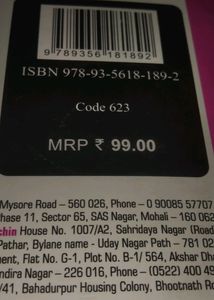 9 789356 181892
ISBN 978-93-5618-189-2
Code 623
MRP ₹ 99.00
Mysore Road – 560 026, Phone – 0 90085 57707
hase 11, Sector 65, SAS Nagar, Mohali – 160 062
chin House No. 1007/A2, Sahridaya Nagar (Road
Pathar, Bylane name - Uday Nagar Path – 781 02
ment, Flat No. G-1, Plot No. B-1/ 564, Akshar Dh
ndira Nagar – 226 016, Phone – (0522) 400 49
/ 41, Bahadurpur Housing Colony, Bhootnath R